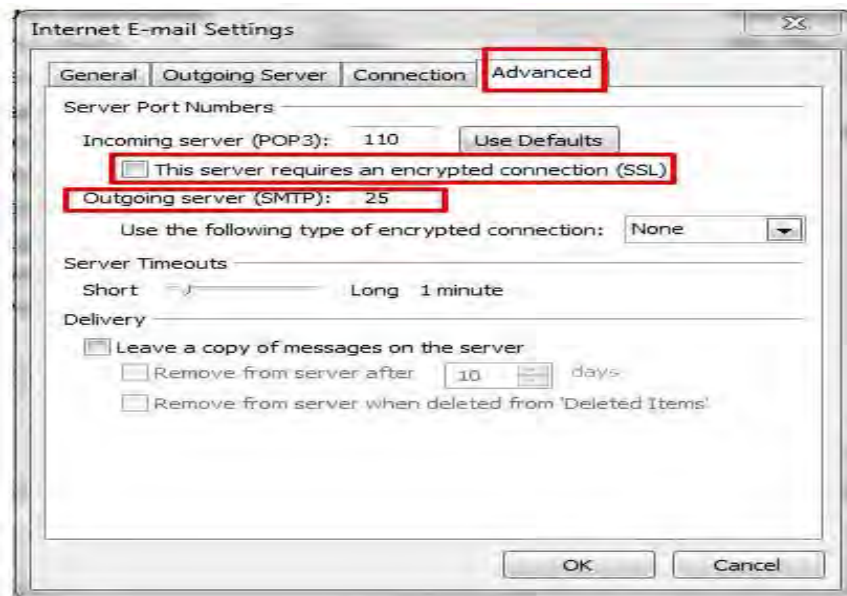 Internet E-mail Settings
General Outgoing Server Connection Advanced
Server Port Numbers
Incoming server (POP3): 110 Use Defaults
This server requires an encrypted connection (SSL)
Outgoing server (SMTP): 25
Use the following type of encrypted connection: None
Server Timeouts
Short Long 1 minute
Delivery
Leave a copy of messages on the server
Remove from server after 10 days
Remove from server when deleted from 'Deleted Items'
OK Cancel